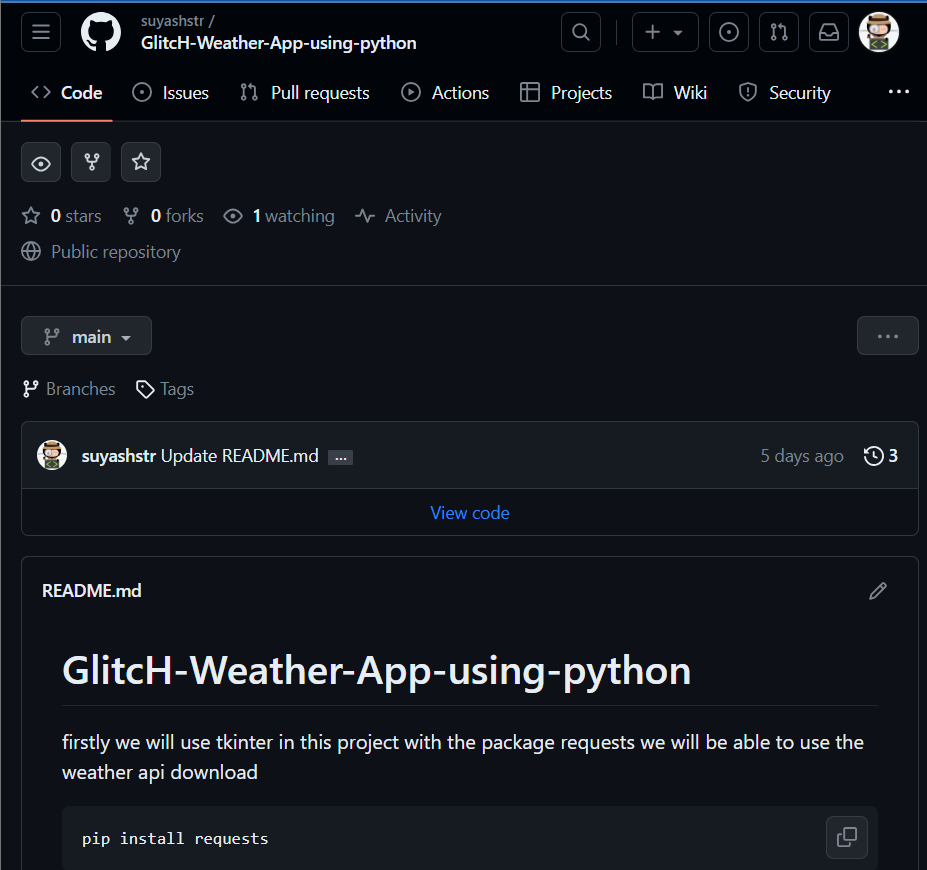 suyashstr /
GlitcH-Weather-App-using-python
Code Issues Pull requests Actions Projects Wiki Security
0 stars 0 forks 1 watching Activity
Public repository
main
Branches Tags
suyashstr Update README.md ... 5 days ago 3
View code
README.md
GlitcH-Weather-App-using-python
firstly we will use tkinter in this project with the package requests we will be able to use the
weather api download
pip install requests